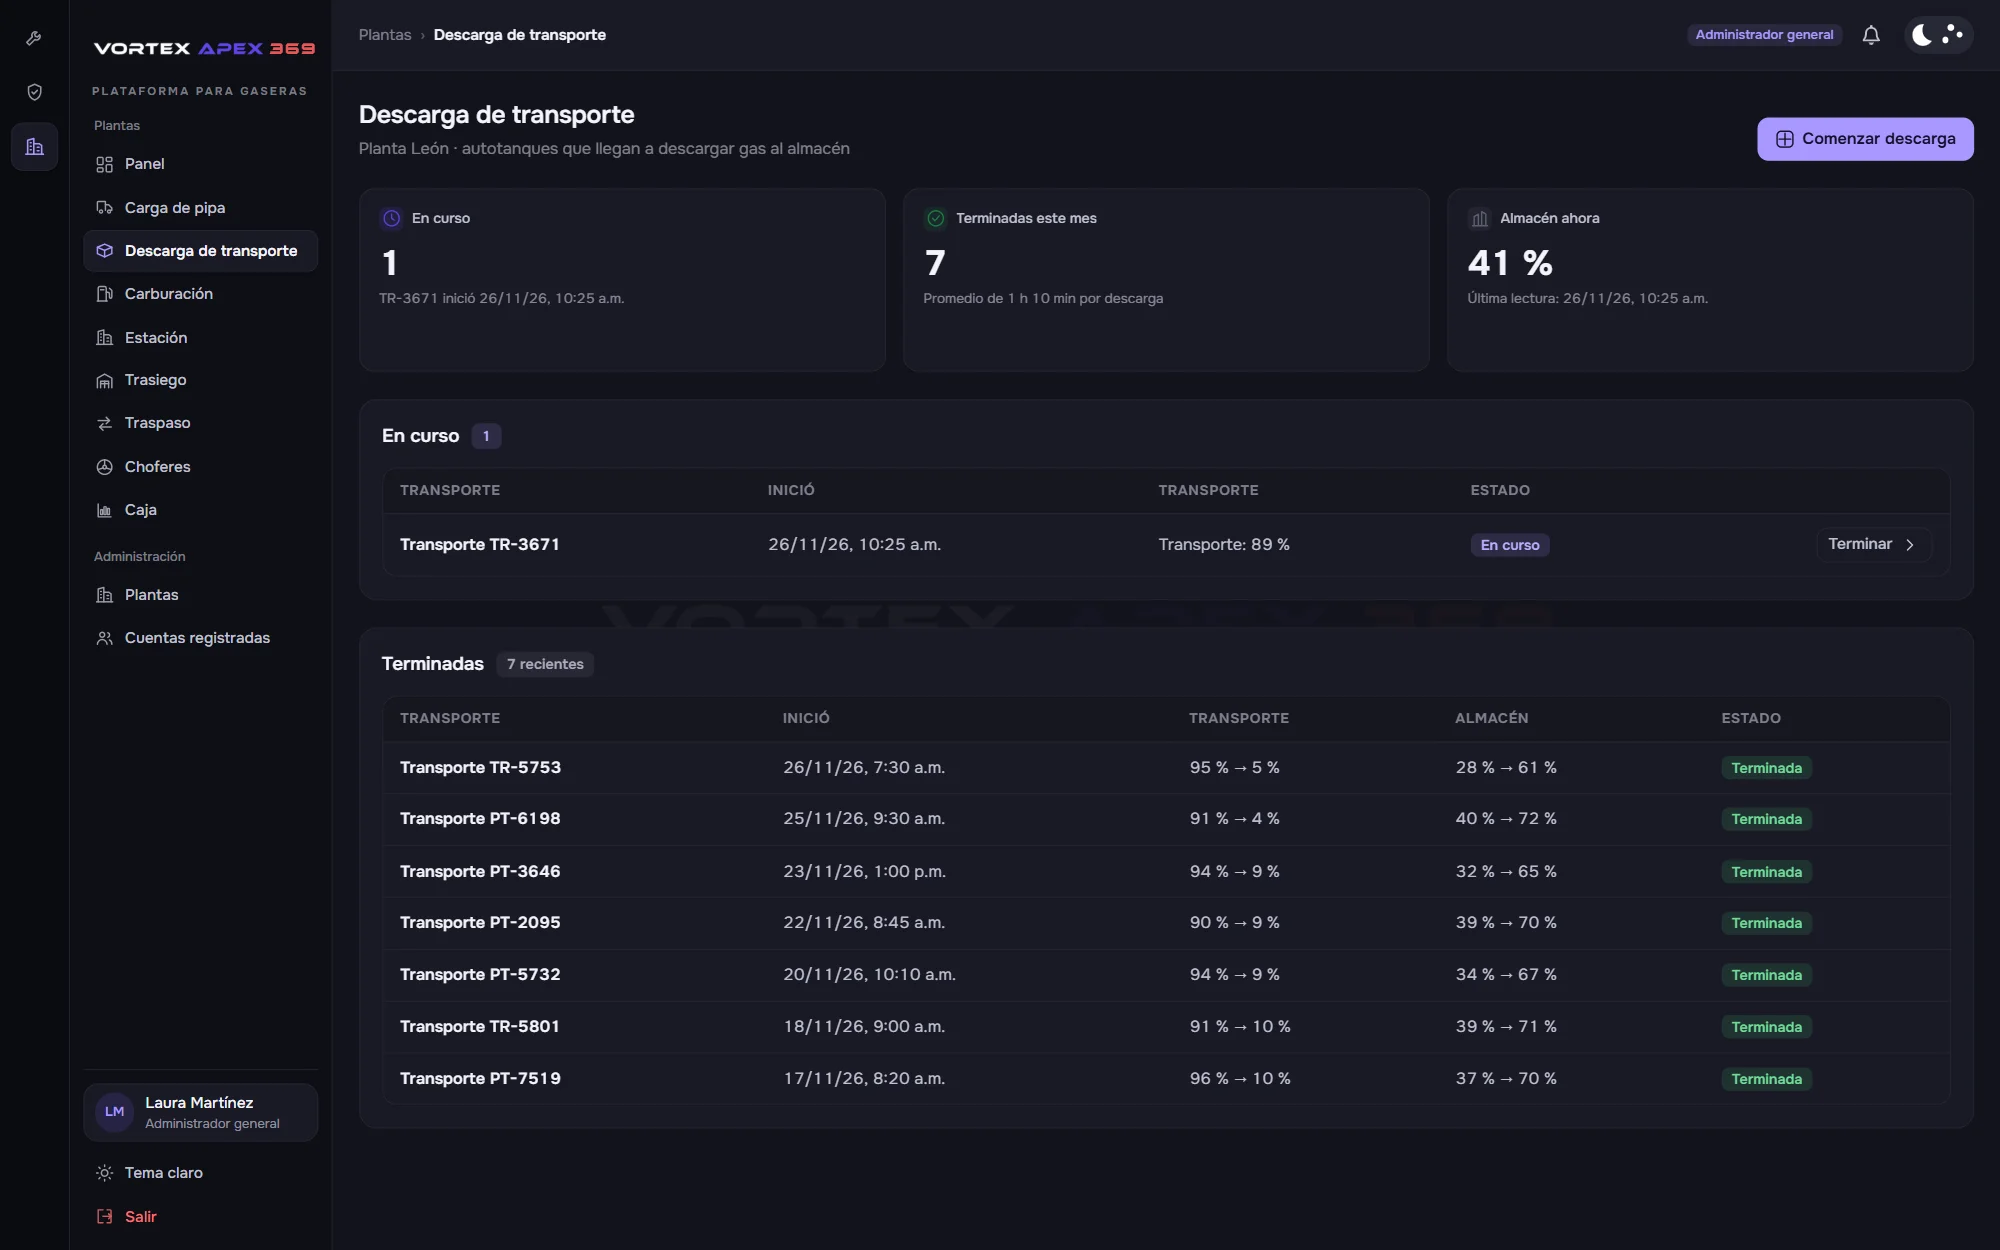 VORTEX APEX 369
PLATAFORMA PARA GASERAS
Plantas
Panel
Carga de pipa
Descarga de transporte
Carburación
Estación
Trasiego
Traspaso
Choferes
Caja
Administración
Plantas
Cuentas registradas
LM
Laura Martínez
Administrador general
Tema claro
Salir
Plantas › Descarga de transporte
Administrador general
Descarga de transporte
Planta León · autotanques que llegan a descargar gas al almacén
Comenzar descarga
En curso
1
TR-3671 inició 26/11/26, 10:25 a.m.
Terminadas este mes
7
Promedio de 1 h 10 min por descarga
Almacén ahora
41 %
Última lectura: 26/11/26, 10:25 a.m.
En curso 1
TRANSPORTE INICIÓ TRANSPORTE ESTADO
Transporte TR-3671 26/11/26, 10:25 a.m. Transporte: 89 % En curso Terminar
VORTEX APEX 369
Terminadas 7 recientes
TRANSPORTE INICIÓ TRANSPORTE ALMACÉN ESTADO
Transporte TR-5753 26/11/26, 7:30 a.m. 95 % → 5 % 28 % → 61 % Terminada
Transporte PT-6198 25/11/26, 9:30 a.m. 91 % → 4 % 40 % → 72 % Terminada
Transporte PT-3646 23/11/26, 1:00 p.m. 94 % → 9 % 32 % → 65 % Terminada
Transporte PT-2095 22/11/26, 8:45 a.m. 90 % → 9 % 39 % → 70 % Terminada
Transporte PT-5732 20/11/26, 10:10 a.m. 94 % → 9 % 34 % → 67 % Terminada
Transporte TR-5801 18/11/26, 9:00 a.m. 91 % → 10 % 39 % → 71 % Terminada
Transporte PT-7519 17/11/26, 8:20 a.m. 96 % → 10 % 37 % → 70 % Terminada